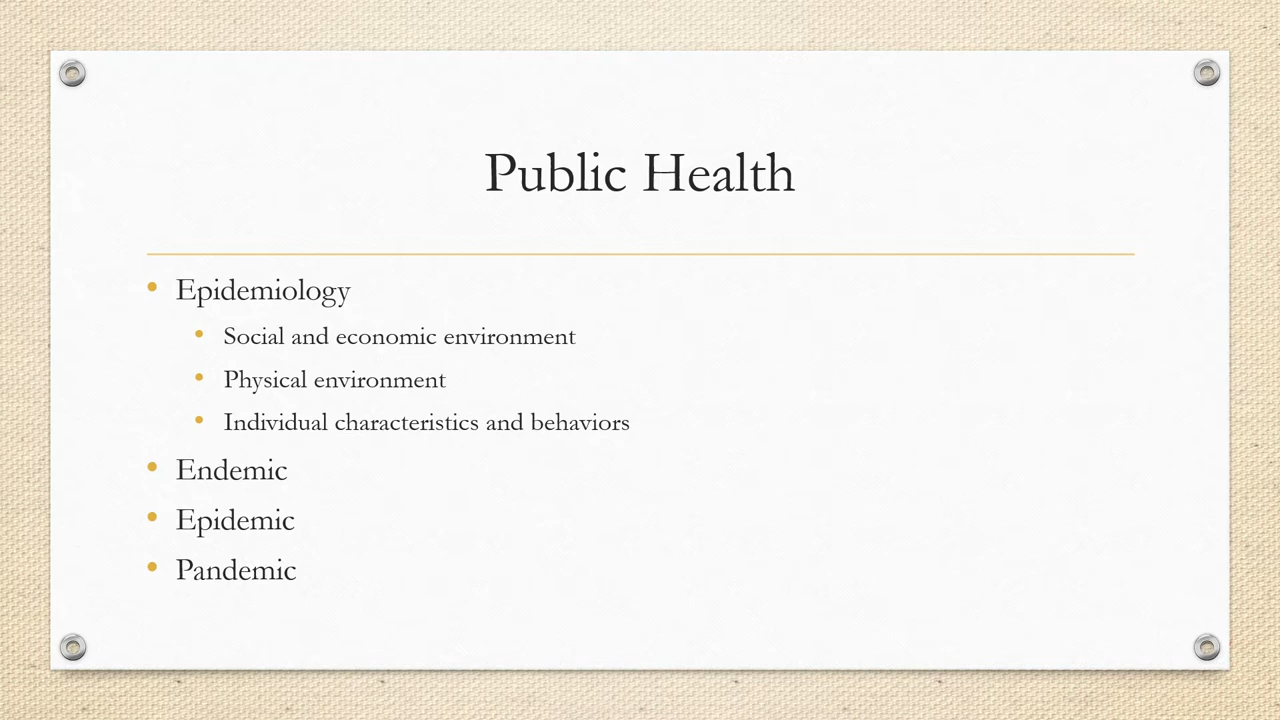 Public Health
Epidemiology
Social and economic environment
Physical environment
Individual characteristics and behaviors
Endemic
Epidemic
Pandemic